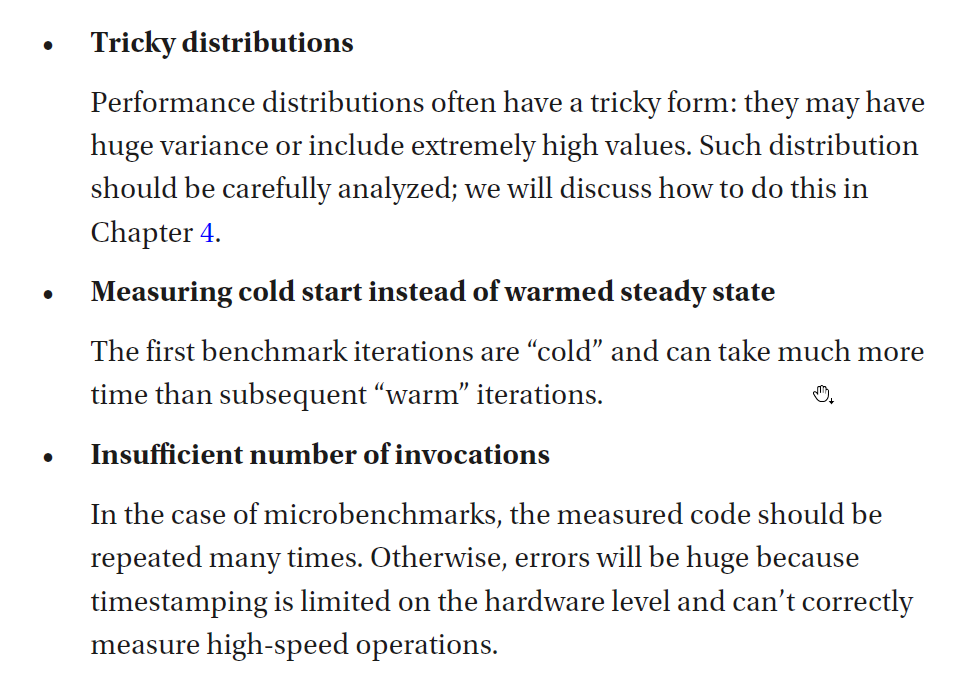 • Tricky distributions
Performance distributions often have a tricky form: they may have
huge variance or include extremely high values. Such distribution
should be carefully analyzed; we will discuss how to do this in
Chapter 4.
• Measuring cold start instead of warmed steady state
The first benchmark iterations are “cold” and can take much more
time than subsequent “warm” iterations.
• Insufficient number of invocations
In the case of microbenchmarks, the measured code should be
repeated many times. Otherwise, errors will be huge because
timestamping is limited on the hardware level and can’t correctly
measure high-speed operations.